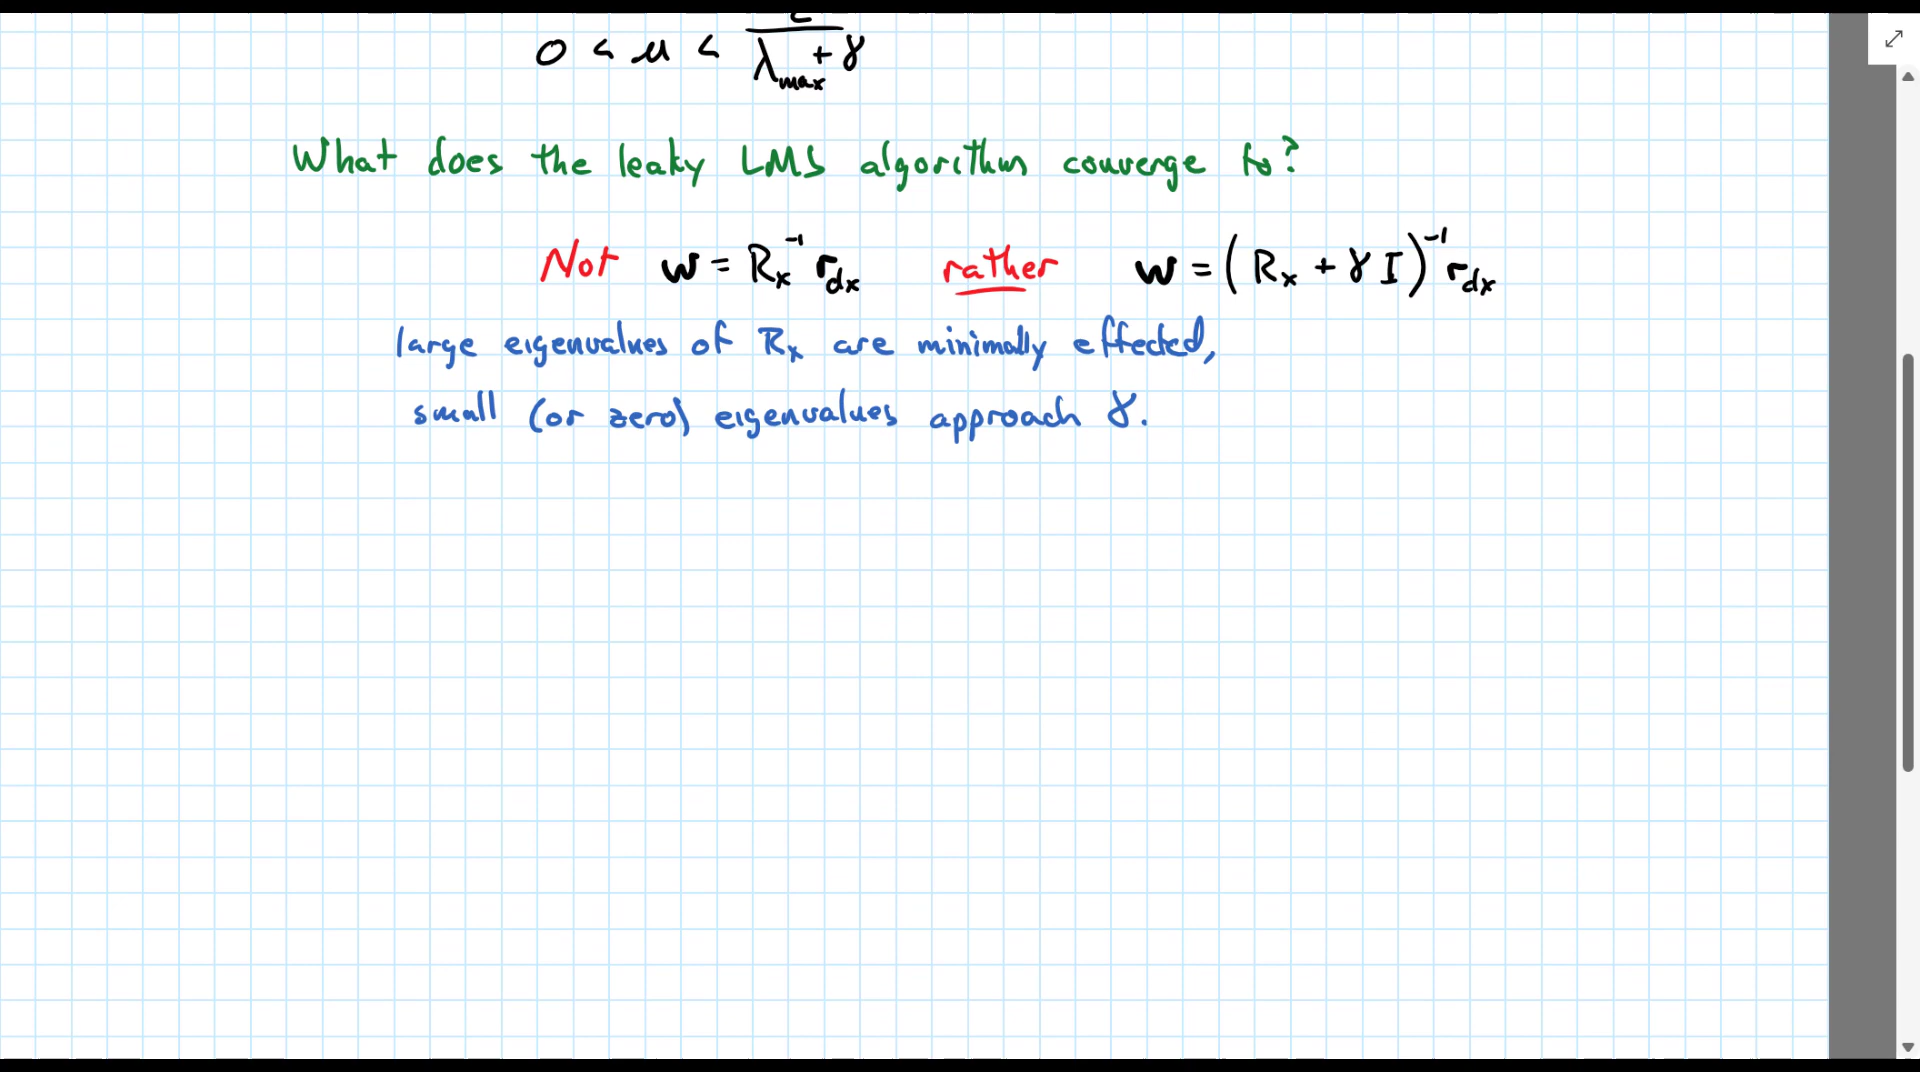 0 < μ < 2 / (λmax + γ)
What does the leaky LMS algorithm converge to?
Not w = Rx⁻¹ rdx rather w = (Rx + γ I)⁻¹ rdx
large eigenvalues of Rx are minimally effected,
small (or zero) eigenvalues approach γ.